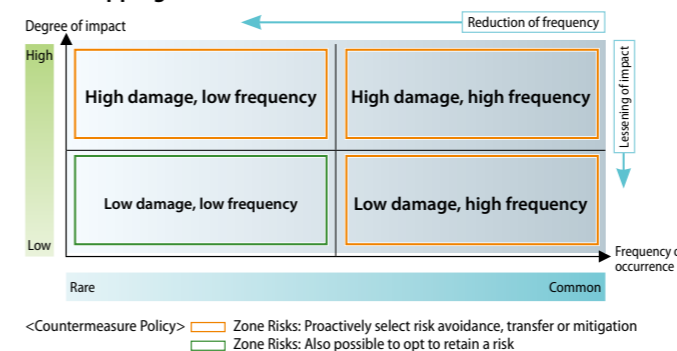 Degree of impact
Reduction of frequency
High
High damage, low frequency
High damage, high frequency
Lessening of impact
Low damage, low frequency
Low damage, high frequency
Low
Frequency
occurrence
Rare
Common
<Countermeasure Policy>
Zone Risks: Proactively select risk avoidance, transfer or mitigation
Zone Risks: Also possible to opt to retain a risk